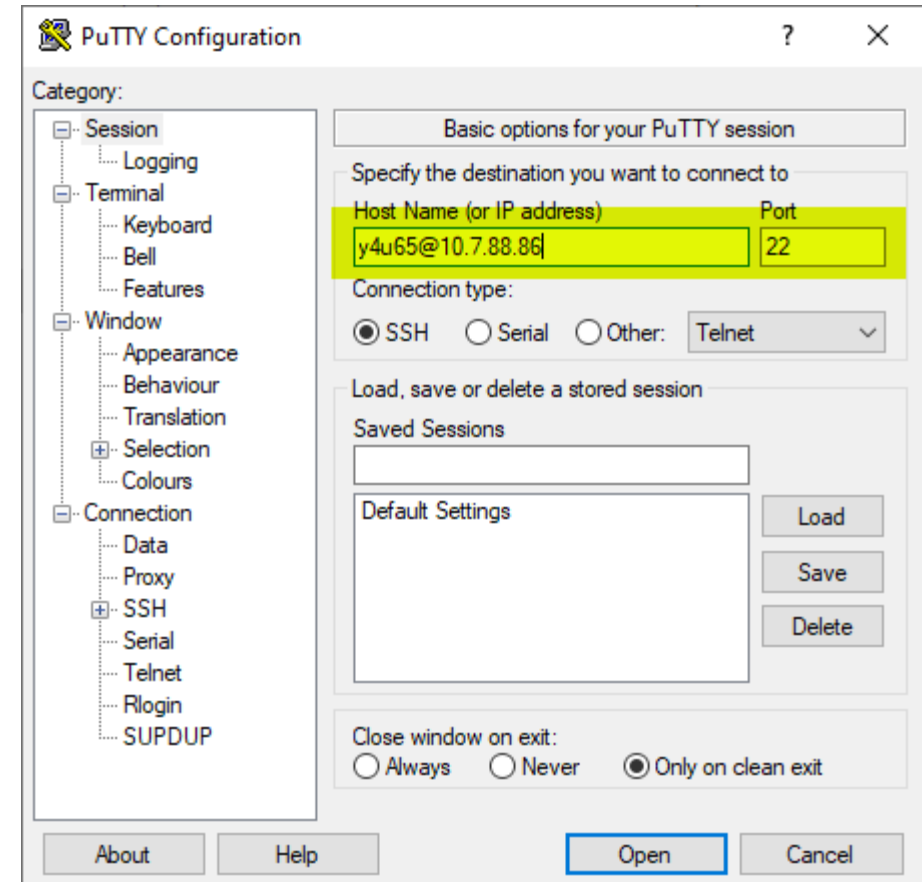 PuTTY Configuration
?
Category:
Session
Logging
Terminal
Keyboard
Bell
Features
Window
Appearance
Behaviour
Translation
Selection
Colours
Connection
Data
Proxy
SSH
Serial
Telnet
Rlogin
SUPDUP
Basic options for your PuTTY session
Specify the destination you want to connect to
Host Name (or IP address) Port
y4u65@10.7.88.86 22
Connection type:
SSH Serial Other: Telnet
Load, save or delete a stored session
Saved Sessions
Default Settings
Load
Save
Delete
Close window on exit:
Always Never Only on clean exit
About Help Open Cancel